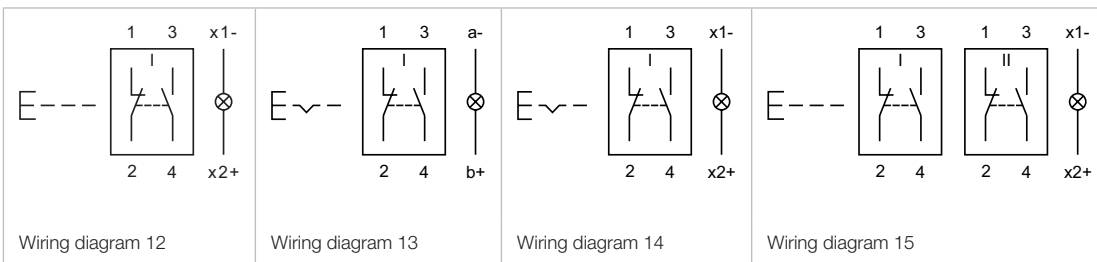 1 3 x1-
I
2 4 x2+
Wiring diagram 12
1 3 a-
I
2 4 b+
Wiring diagram 13
1 3 x1-
I
2 4 x2+
Wiring diagram 14
1 3 1 3 x1-
I II
2 4 2 4 x2+
Wiring diagram 15